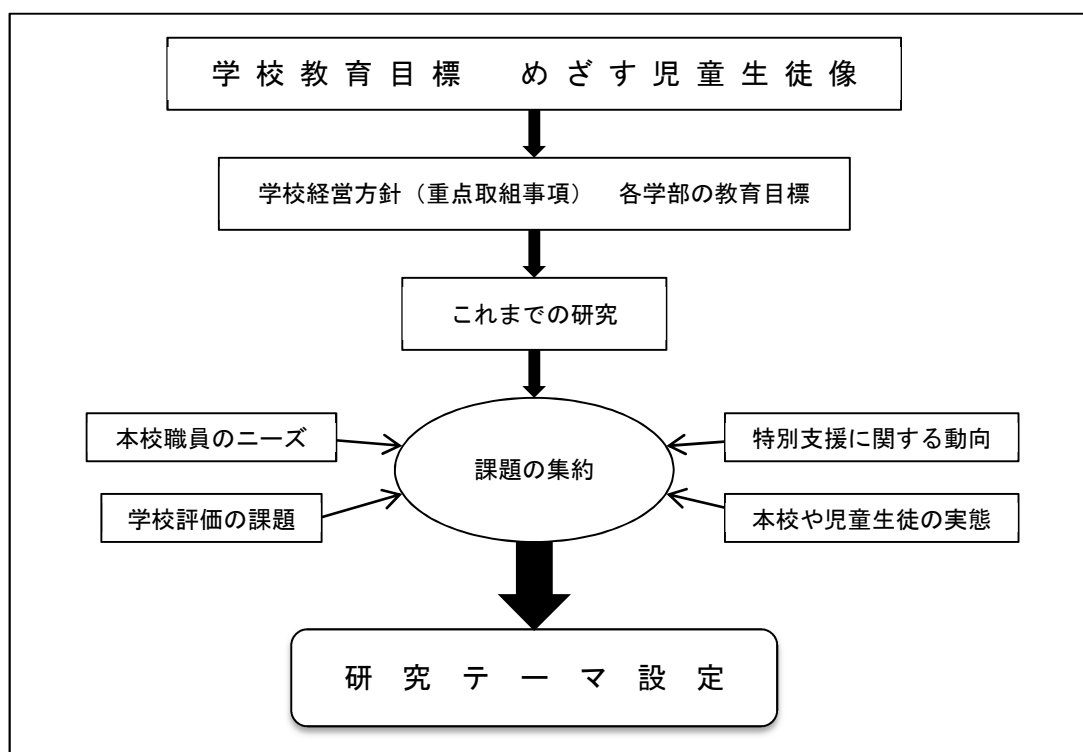 学校教育目標　めざす児童生徒像
学校経営方針（重点取組事項）　各学部の教育目標
これまでの研究
本校職員のニーズ
特別支援に関する動向
課題の集約
学校評価の課題
本校や児童生徒の実態
研究テーマ設定